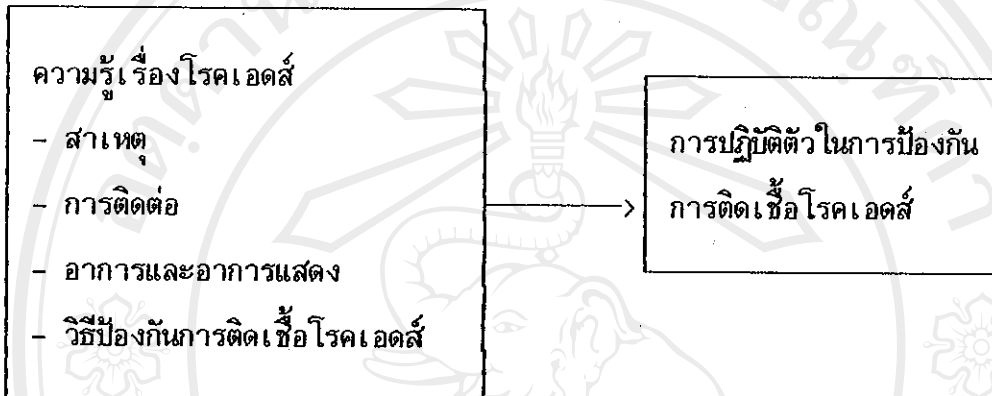 ความรู้เรื่องโรคเอดส์
- สาเหตุ
- การติดต่อ
- อาการและอาการแสดง
- วิธีป้องกันการติดเชื้อโรคเอดส์
การปฏิบัติตัวในการป้องกัน
การติดเชื้อโรคเอดส์